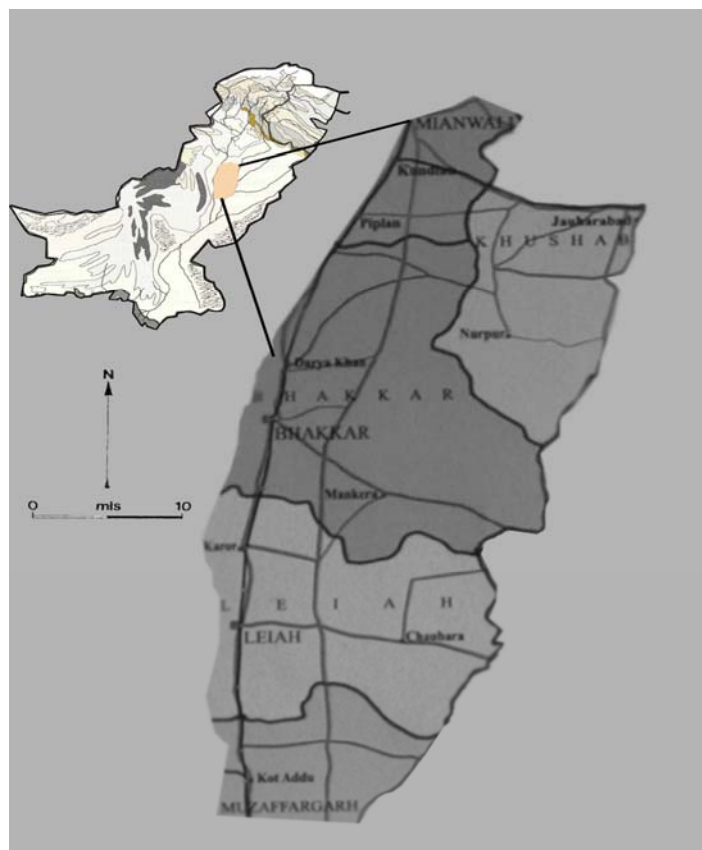 MIANWALI
Kundian
Piplan
Jauharabad
KHUSHAB
Nurpur
Darya Khan
BHAKKAR
BHAKKAR
Mankera
N
0 mls 10
Karor
LEIAH
LEIAH
Chaubara
Kot Addu
MUZAFFARGARH